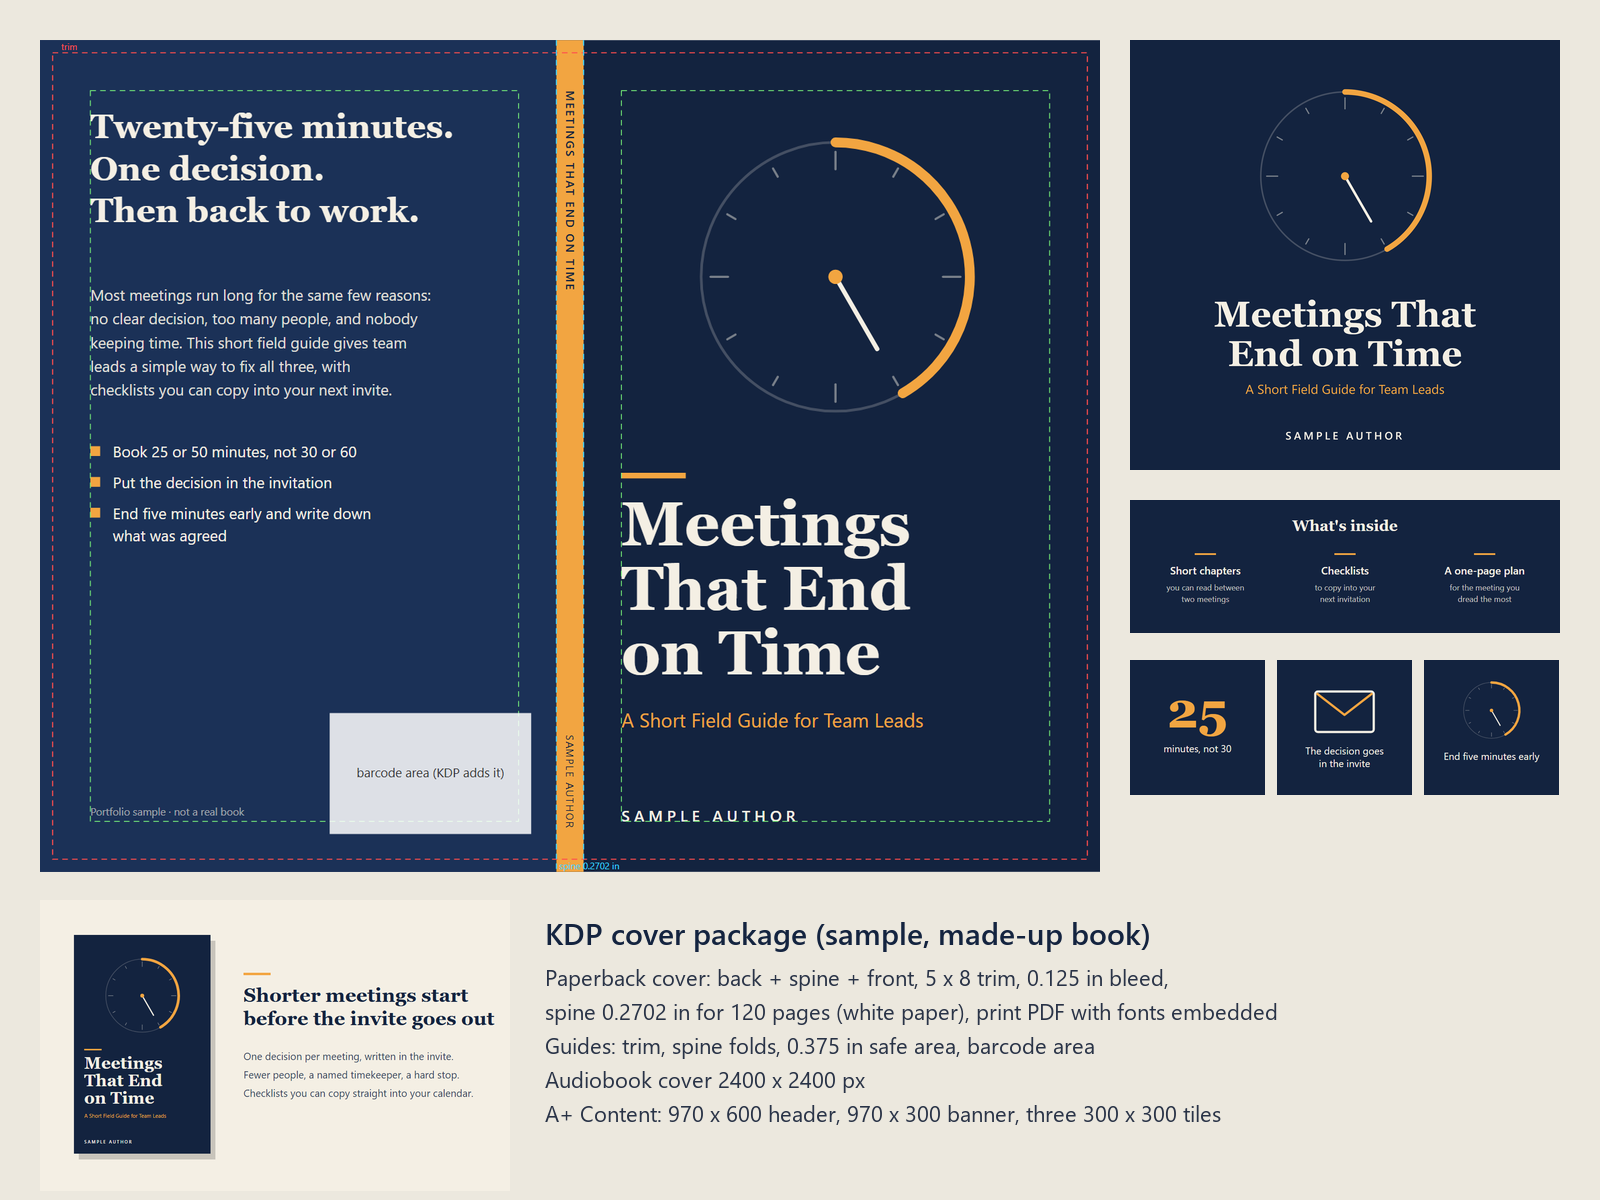 trim
Twenty-five minutes.
One decision.
Then back to work.
Most meetings run long for the same few reasons:
no clear decision, too many people, and nobody
keeping time. This short field guide gives team
leads a simple way to fix all three, with
checklists you can copy into your next invite.
Book 25 or 50 minutes, not 30 or 60
Put the decision in the invitation
End five minutes early and write down
what was agreed
barcode area (KDP adds it)
Portfolio sample · not a real book
MEETINGS THAT END ON TIME
SAMPLE AUTHOR
spine 0.2702 in
Meetings
That End
on Time
A Short Field Guide for Team Leads
SAMPLE AUTHOR
Meetings That
End on Time
A Short Field Guide for Team Leads
SAMPLE AUTHOR
What's inside
Short chapters
you can read between
two meetings
Checklists
to copy into your
next invitation
A one-page plan
for the meeting you
dread the most
25
minutes, not 30
The decision goes
in the invite
End five minutes early
Meetings
That End
on Time
A Short Field Guide for Team Leads
SAMPLE AUTHOR
Shorter meetings start
before the invite goes out
One decision per meeting, written in the invite.
Fewer people, a named timekeeper, a hard stop.
Checklists you can copy straight into your calendar.
KDP cover package (sample, made-up book)
Paperback cover: back + spine + front, 5 x 8 trim, 0.125 in bleed,
spine 0.2702 in for 120 pages (white paper), print PDF with fonts embedded
Guides: trim, spine folds, 0.375 in safe area, barcode area
Audiobook cover 2400 x 2400 px
A+ Content: 970 x 600 header, 970 x 300 banner, three 300 x 300 tiles